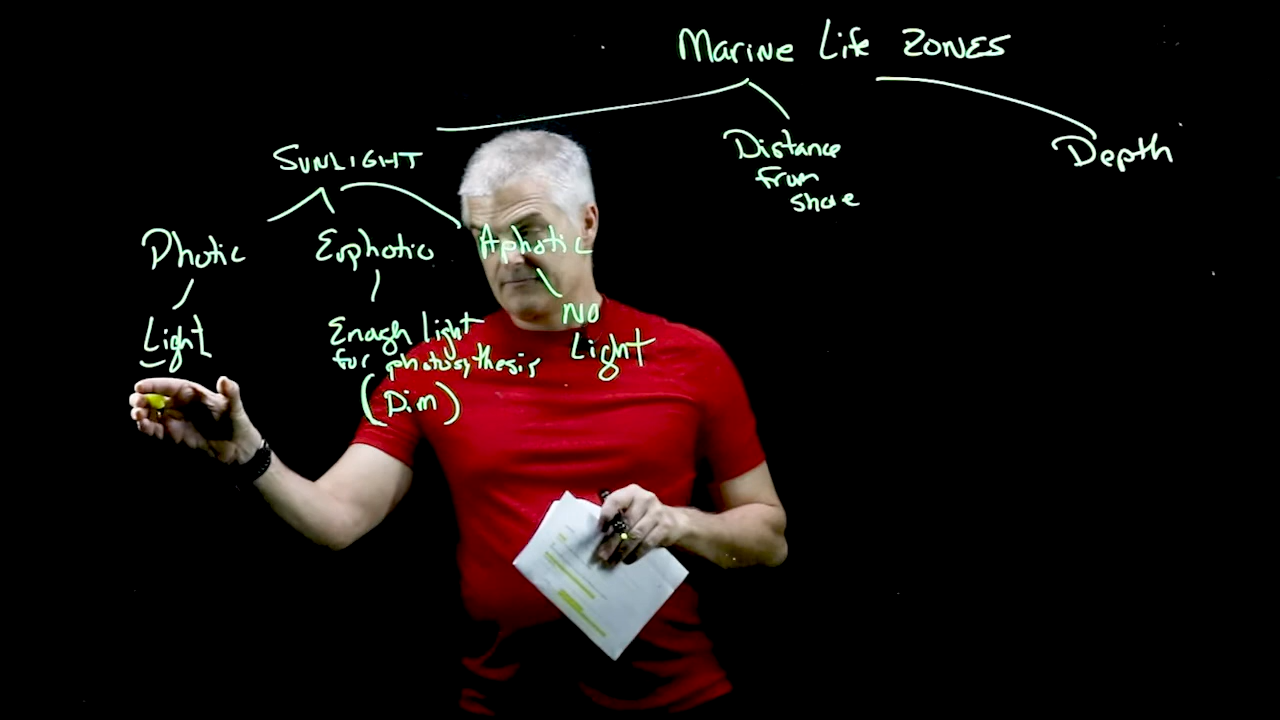 Marine Life ZONES
SUNLIGHT
Distance
from
shore
Depth
Photic
Euphotic
Aphotic
Light
Enough light
for photosynthesis
(Dim)
NO
Light